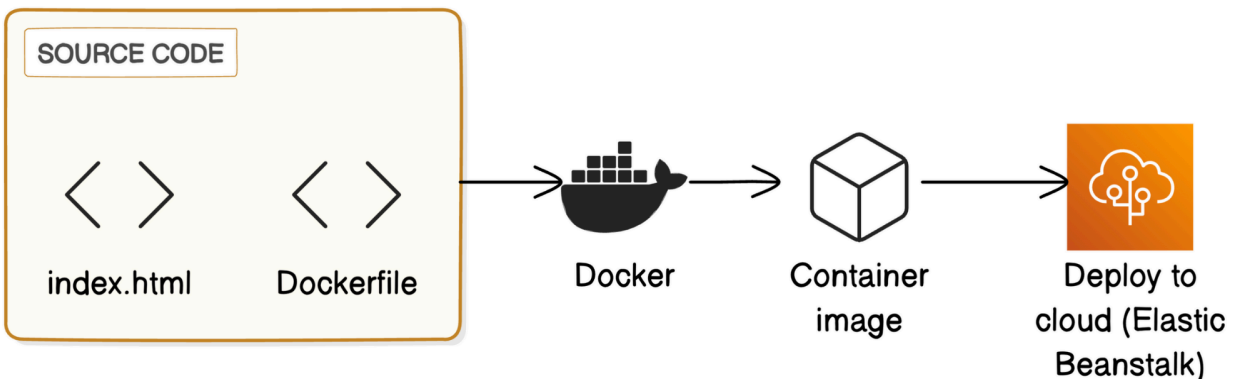 SOURCE CODE
index.html
Dockerfile
Docker
Container
image
Deploy to
cloud (Elastic
Beanstalk)